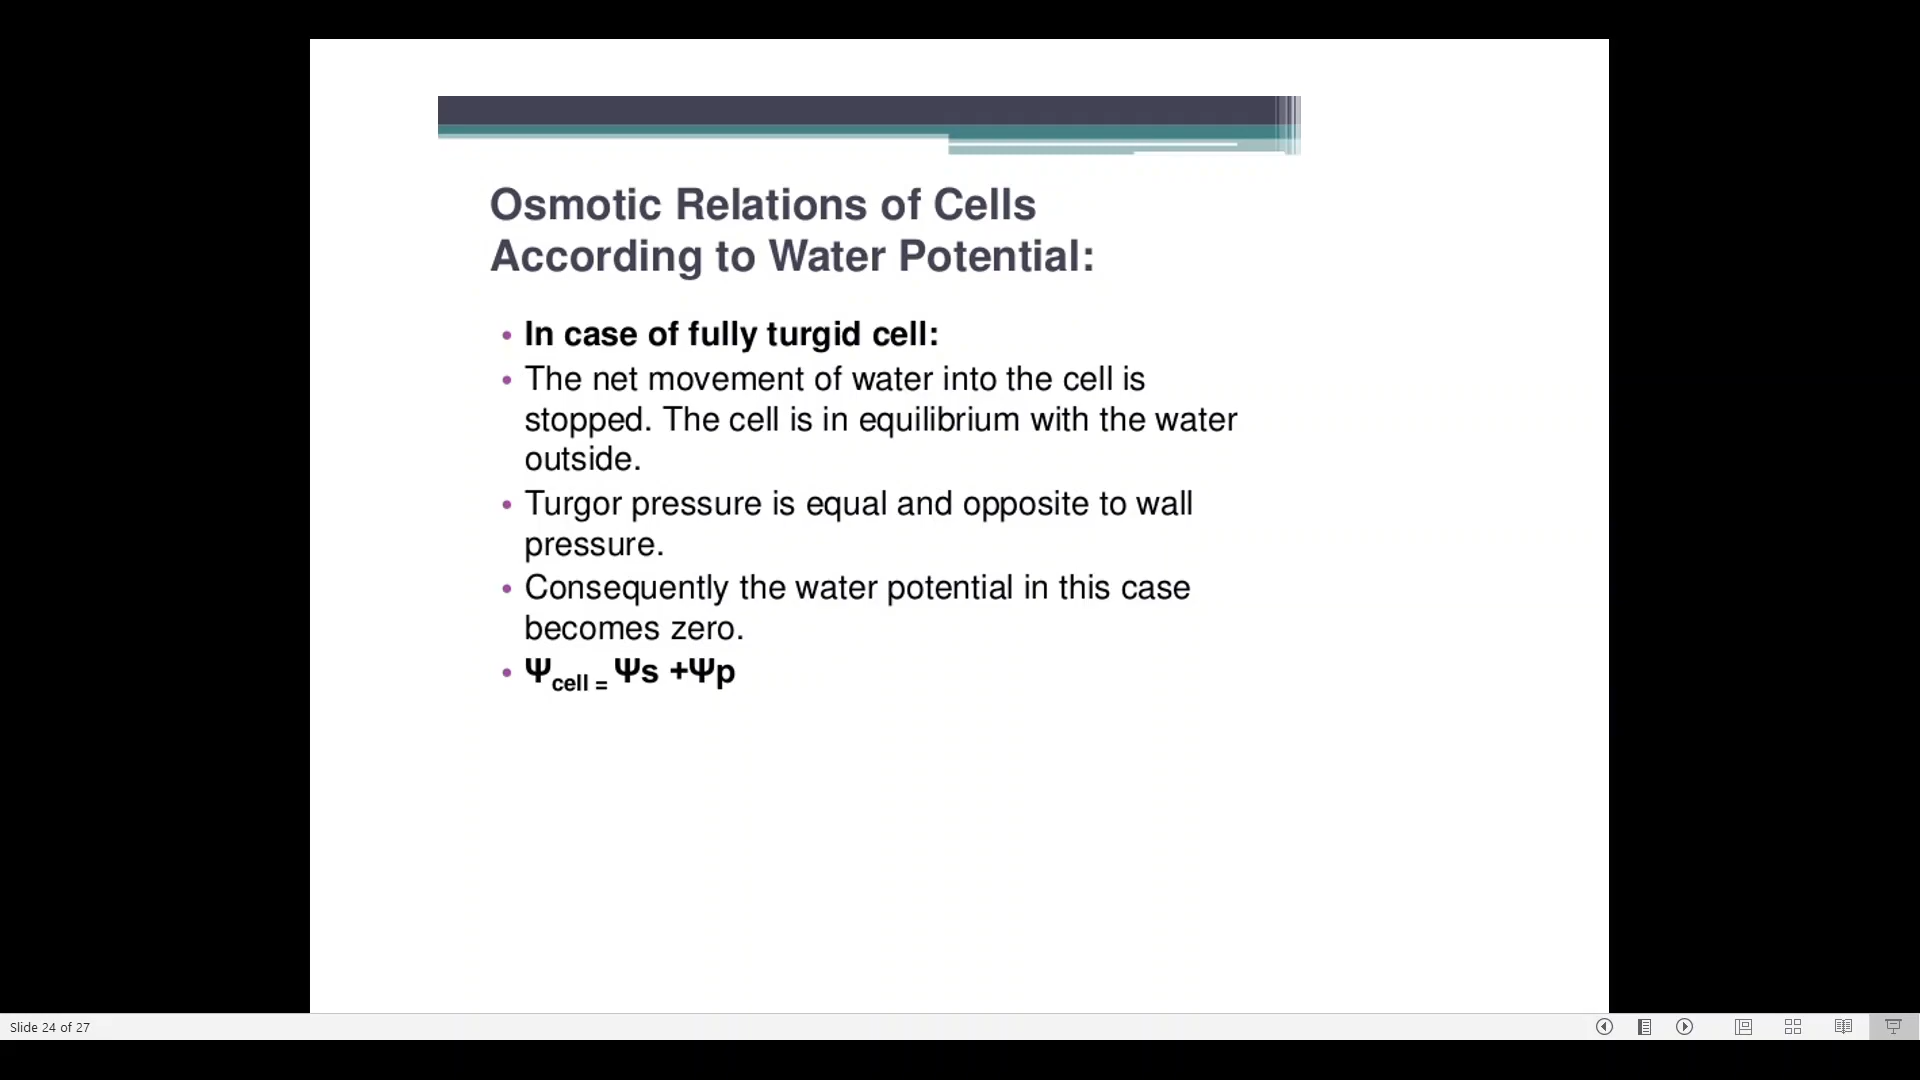 Osmotic Relations of Cells
According to Water Potential:
• In case of fully turgid cell:
• The net movement of water into the cell is
stopped. The cell is in equilibrium with the water
outside.
• Turgor pressure is equal and opposite to wall
pressure.
• Consequently the water potential in this case
becomes zero.
• Ψcell = Ψs +Ψp
Slide 24 of 27